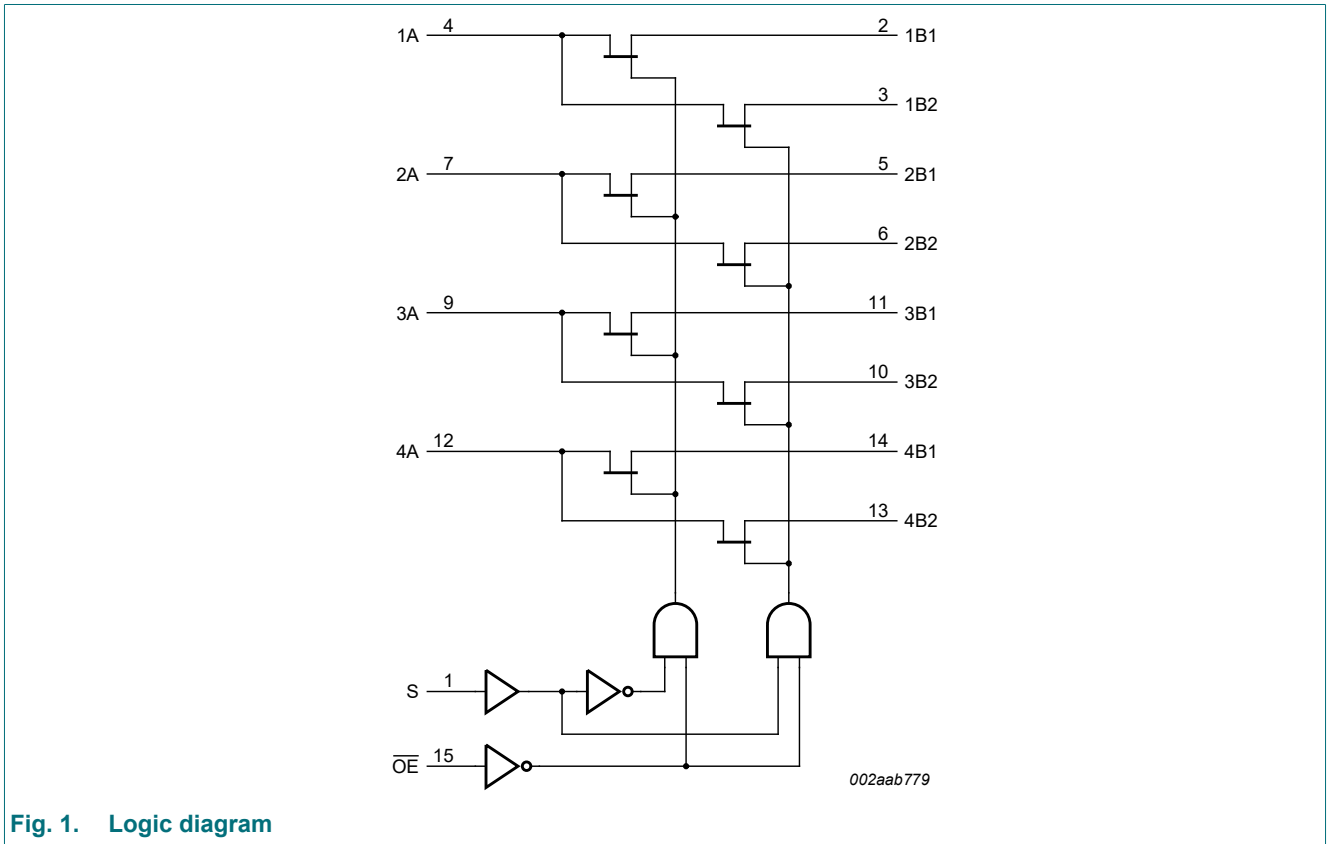 1A 4 2 1B1
3 1B2
2A 7 5 2B1
6 2B2
3A 9 11 3B1
10 3B2
4A 12 14 4B1
13 4B2
S 1
O̅E̅ 15
002aab779
Fig. 1. Logic diagram